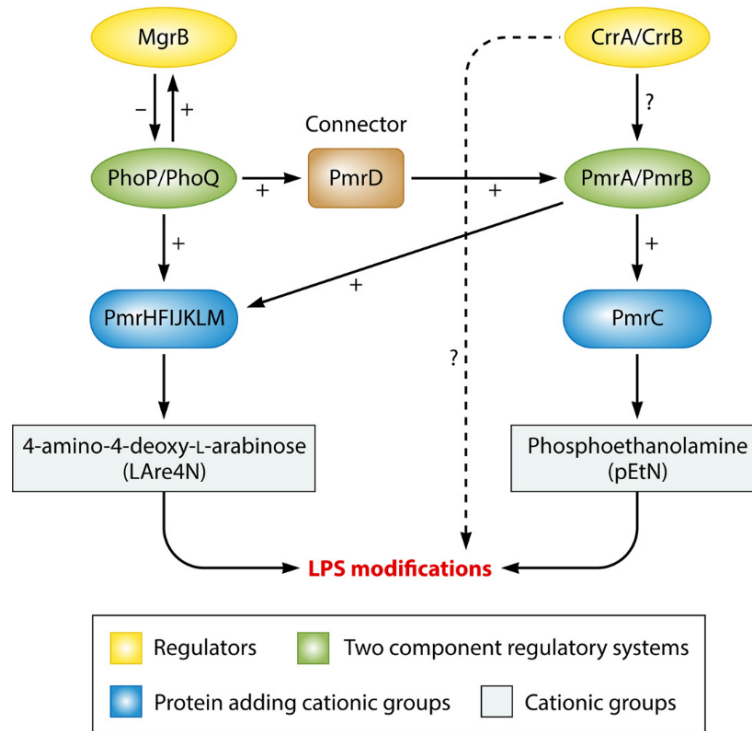 MgrB
CrrA/CrrB
−
+
?
Connector
PhoP/PhoQ
+
PmrD
+
PmrA/PmrB
+
+
+
PmrHFIJKLM
PmrC
?
4-amino-4-deoxy-L-arabinose
(LAre4N)
Phosphoethanolamine
(pEtN)
LPS modifications
Regulators
Two component regulatory systems
Protein adding cationic groups
Cationic groups